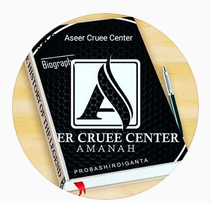 Aseer Cruee Center
Biograph
ER CRUEE CENTER
AMANAH
PROBASHIRDIGANTA